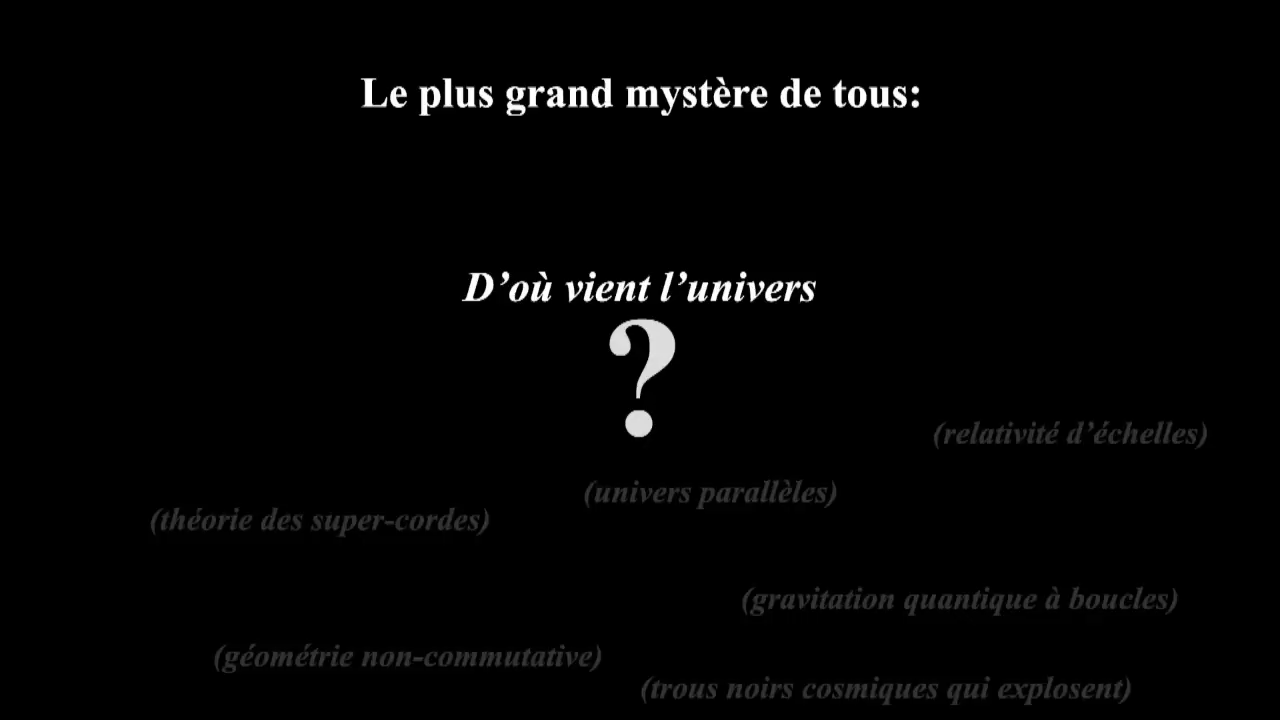 Le plus grand mystère de tous:
D’où vient l’univers
?
(relativité d’échelles)
(univers parallèles)
(théorie des super-cordes)
(gravitation quantique à boucles)
(géométrie non-commutative)
(trous noirs cosmiques qui explosent)